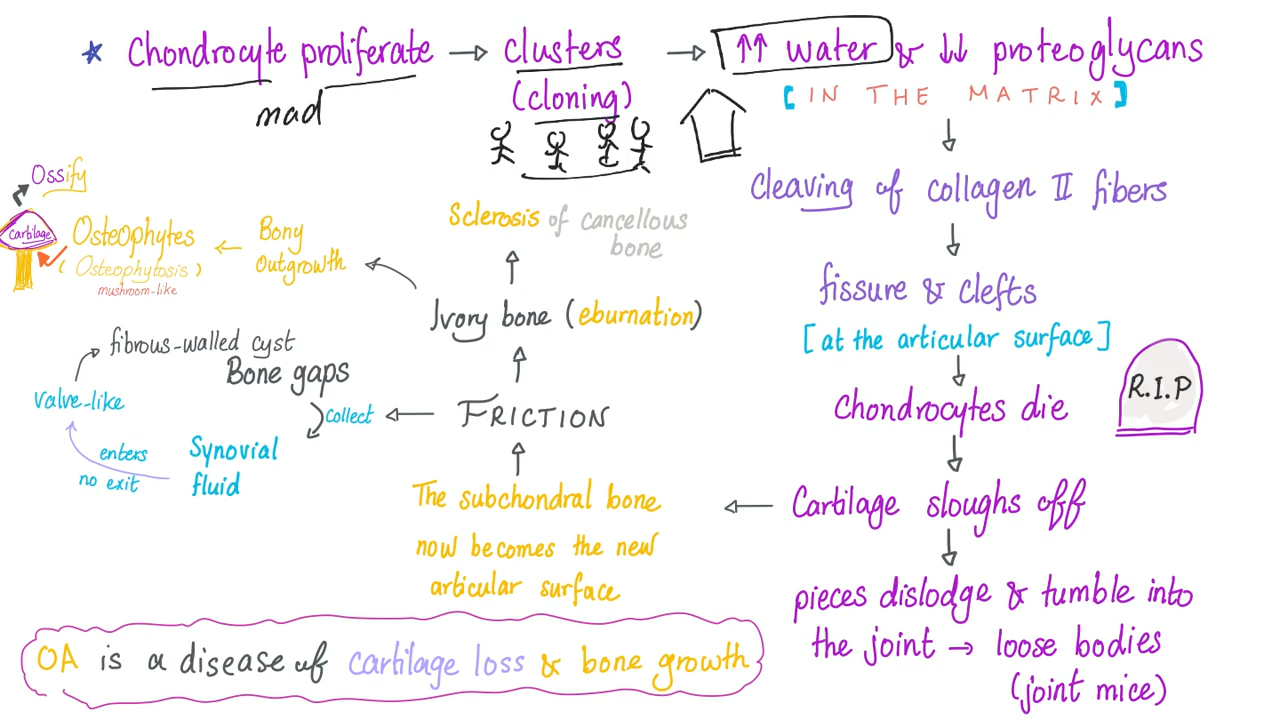 * Chondrocyte proliferate → clusters → ↑↑ water & ↓↓ proteoglycans
mad
(cloning)
[IN THE MATRIX]
Cleaving of collagen II fibers
fissure & clefts
[at the articular surface]
Chondrocytes die
R.I.P
Cartilage sloughs off
pieces dislodge & tumble into
the joint → loose bodies
(joint mice)
The subchondral bone
now becomes the new
articular surface
FRICTION
Ivory bone (eburnation)
Sclerosis of cancellous
bone
Bony
outgrowth
Osteophytes
(Osteophytosis)
mushroom-like
Cartilage
Ossify
collect
Bone gaps
Synovial
fluid
enters
no exit
valve-like
fibrous-walled cyst
OA is a disease of cartilage loss & bone growth